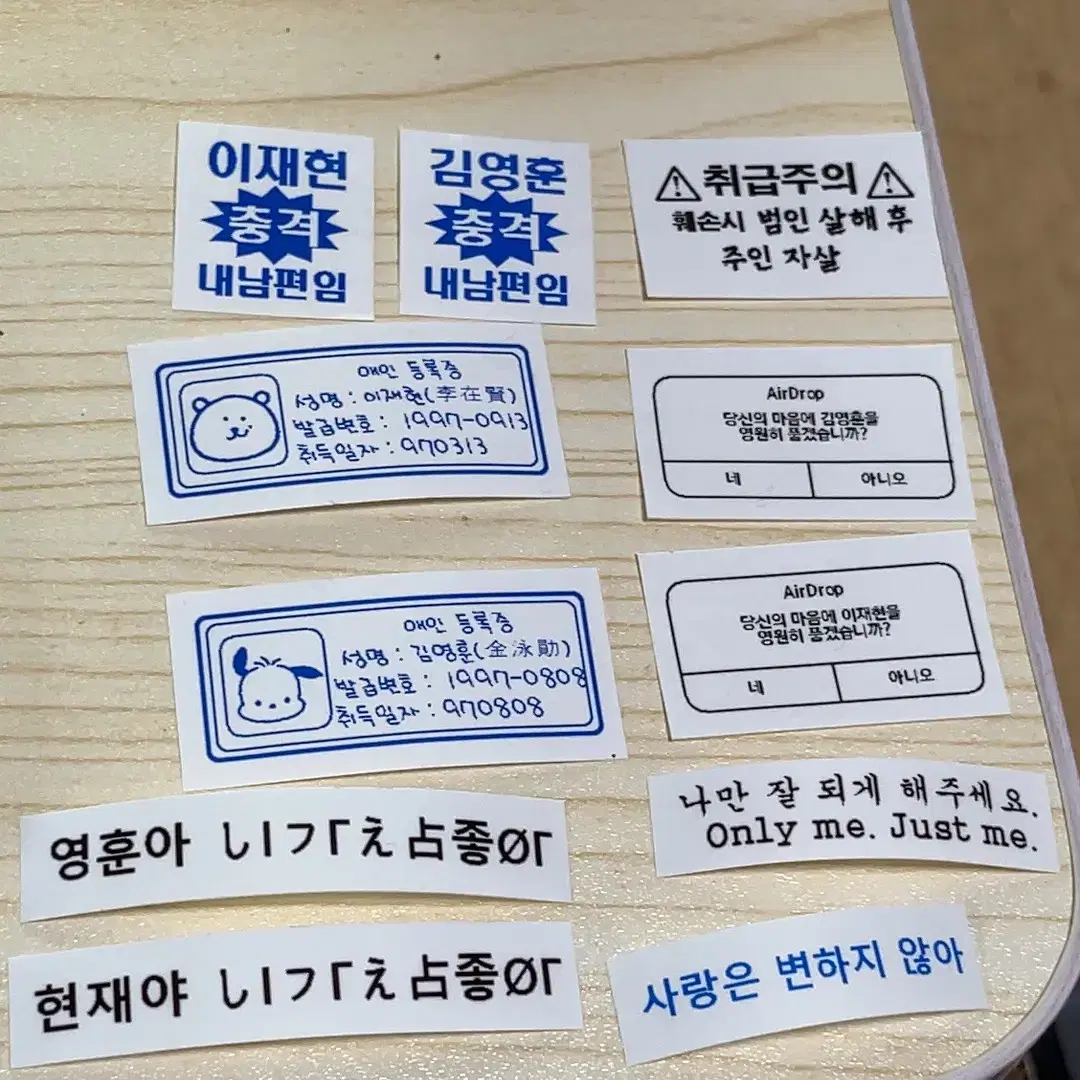 이재현
충격
내남편임
김영훈
충격
내남편임
⚠취급주의⚠
훼손시 범인 살해 후
주인 자살
애인 등록증
성명 : 이재현(李在賢)
발급번호 : 1997-0913
취득일자 : 970313
AirDrop
당신의 마음에 김영훈을
영원히 품겠습니까?
네
아니오
애인 등록증
성명 : 김영훈(金泳勛)
발급번호 : 1997-0808
취득일자 : 970808
AirDrop
당신의 마음에 이재현을
영원히 품겠습니까?
네
아니오
나만 잘 되게 해주세요.
Only me. Just me.
영훈아 し|ㄱ┌え占좋Ø┌
현재야 し|ㄱ┌え占좋Ø┌
사랑은 변하지 않아